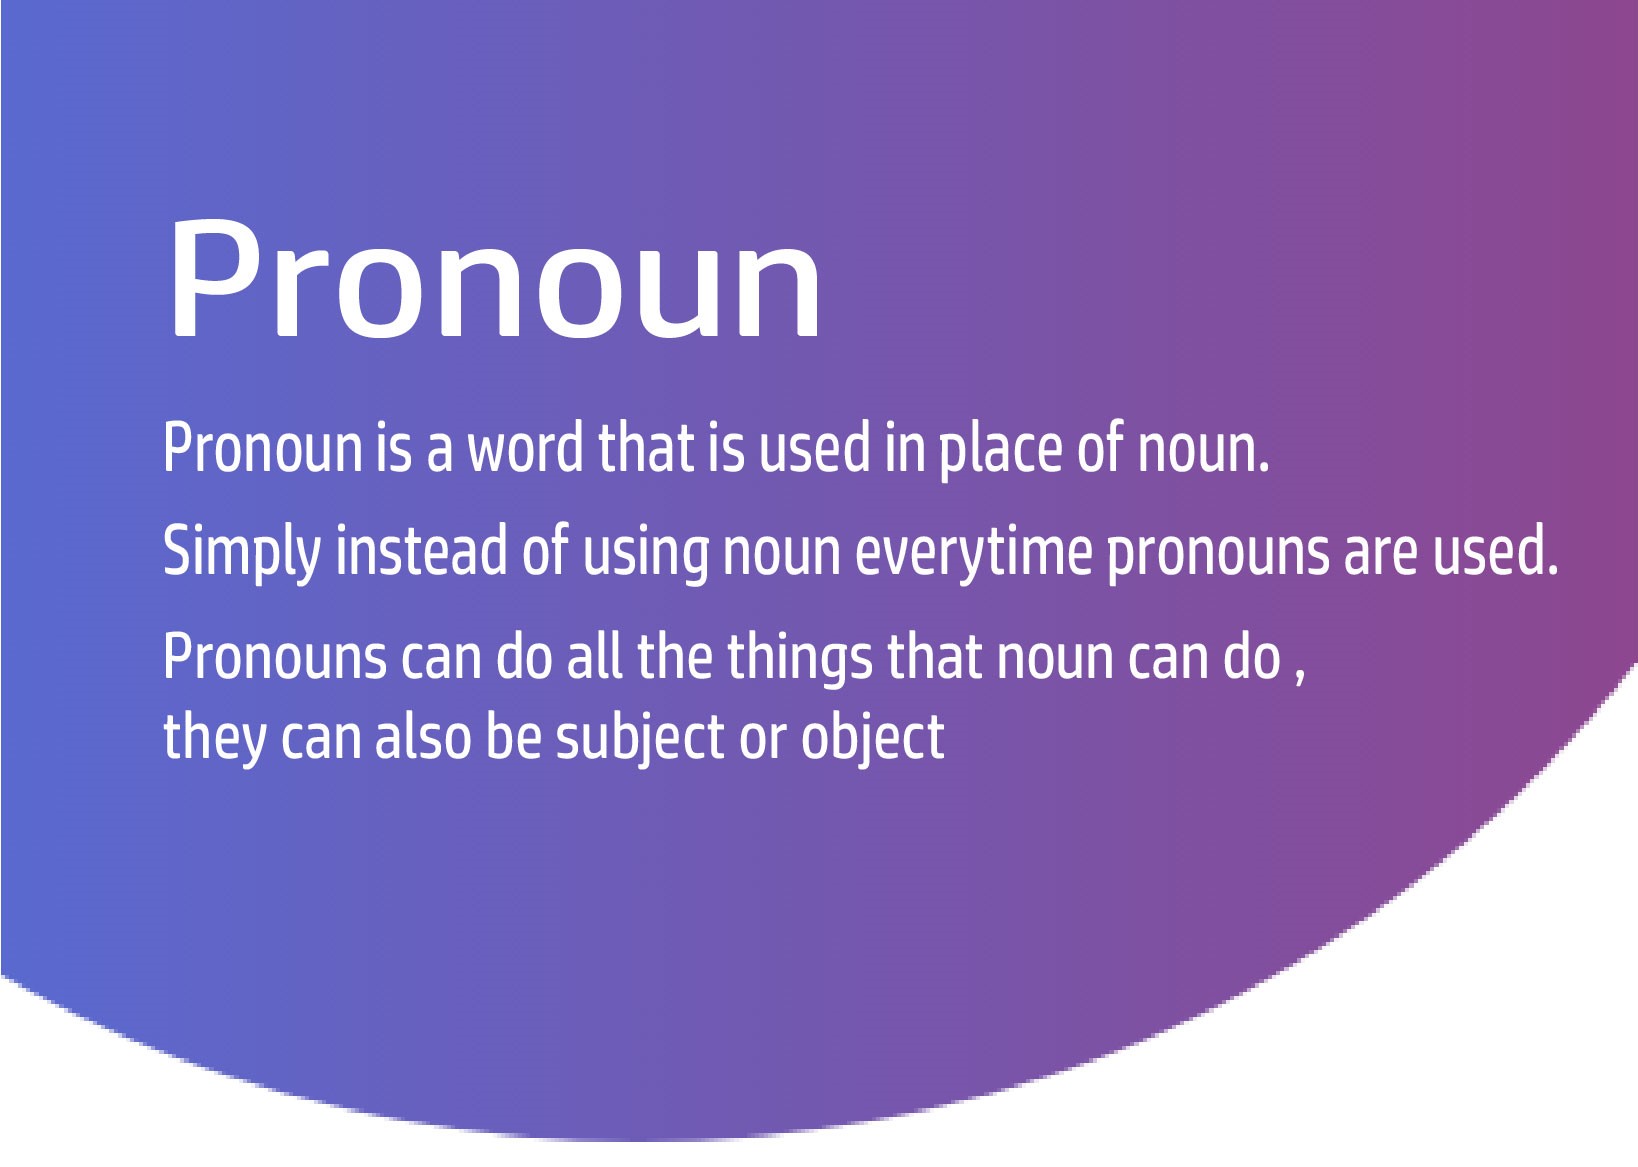 Pronoun
Pronoun is a word that is used in place of noun.
Simply instead of using noun everytime pronouns are used.
Pronouns can do all the things that noun can do ,
they can also be subject or object